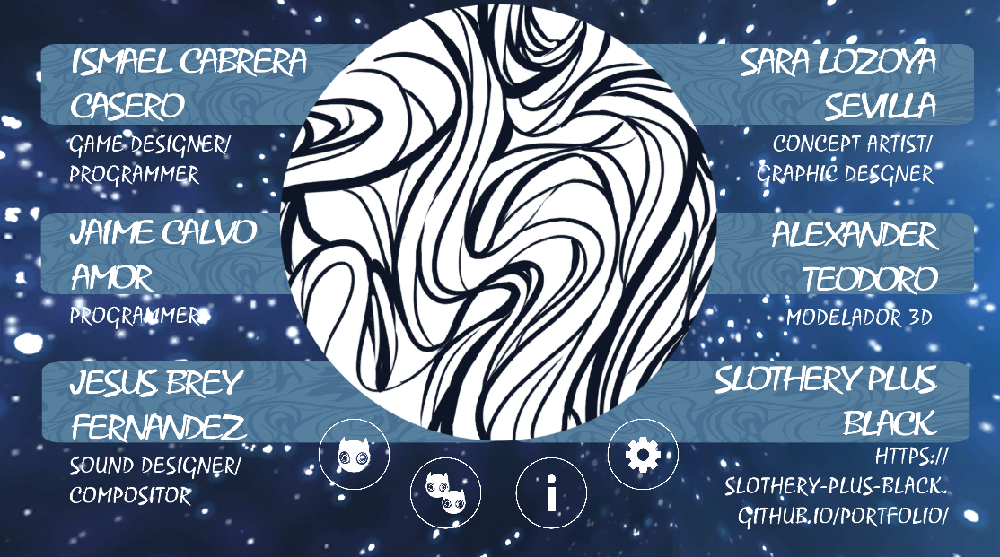 ISMAEL CABRERA
CASERO
GAME DESIGNER/
PROGRAMMER
JAIME CALVO
AMOR
PROGRAMMER
JESUS BREY
FERNANDEZ
SOUND DESIGNER/
COMPOSITOR
SARA LOZOYA
SEVILLA
CONCEPT ARTIST/
GRAPHIC DESGNER
ALEXANDER
TEODORO
MODELADOR 3D
SLOTHERY PLUS
BLACK
HTTPS://
SLOTHERY-PLUS-BLACK.
GITHUB.IO/PORTFOLIO/